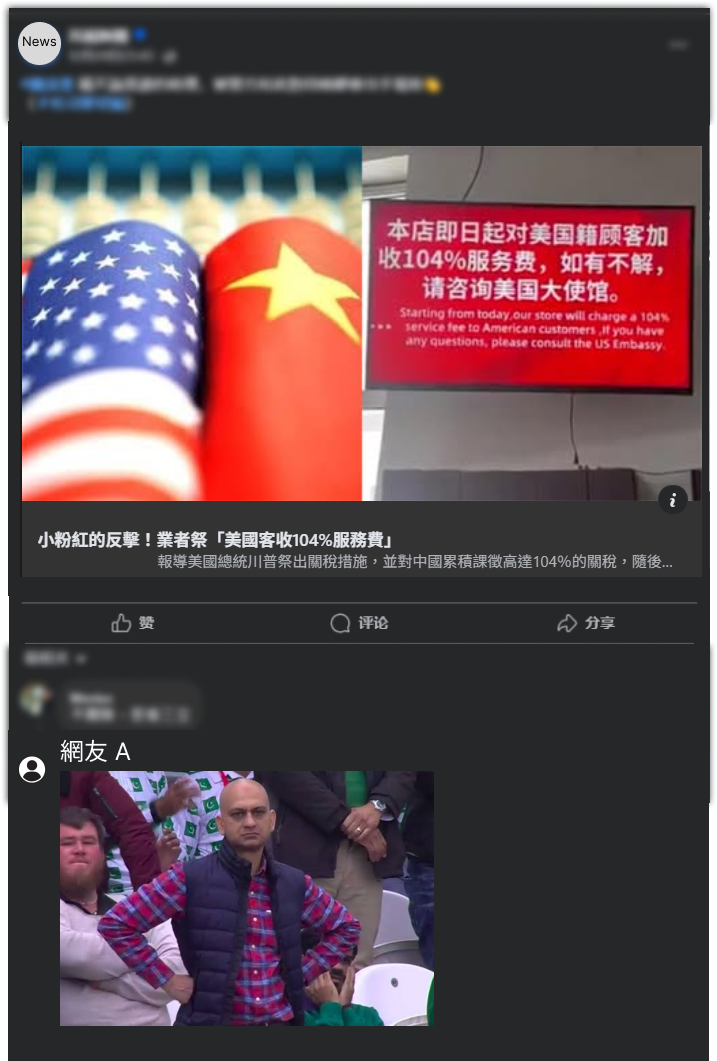 News
本店即日起对美国籍顾客加
收104%服务费，如有不解，
请咨询美国大使馆。
Starting from today,our store will charge a 104%
service fee to American customers ,If you have
any questions, please consult the US Embassy.
小粉紅的反擊！業者祭「美國客收104%服務費」
報導美國總統川普祭出關稅措施，並對中國累積課徵高達104%的關稅，隨後...
赞
评论
分享
網友 A